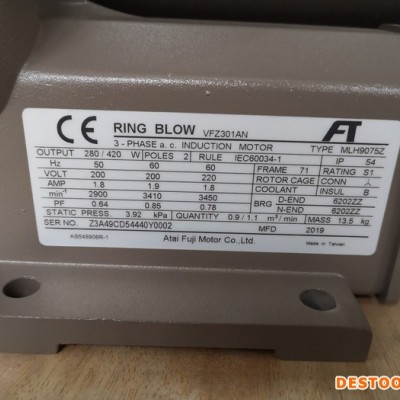 CE RING BLOW VFZ301AN FT
3 - PHASE a. c. INDUCTION MOTOR TYPE MLH9075Z
OUTPUT 280 / 420 W POLES 2 RULE IEC60034-1 IP 54
Hz 50 60 60 FRAME 71 RATING S1
VOLT 200 200 220 ROTOR CAGE CONN
AMP 1.8 1.9 1.8 COOLANT INSUL B
min⁻¹ 2900 3410 3450 BRG D-END 6202ZZ
PF 0.64 0.85 0.78 N-END 6202ZZ
STATIC PRESS. 3.92 kPa QUANTITY 0.9 / 1.1 m³ / min MASS 13.5 kg
SER NO. Z3A49CD54440Y0002 MFD 2019
Atai Fuji Motor Co., Ltd. Made in Taiwan
DESTOO